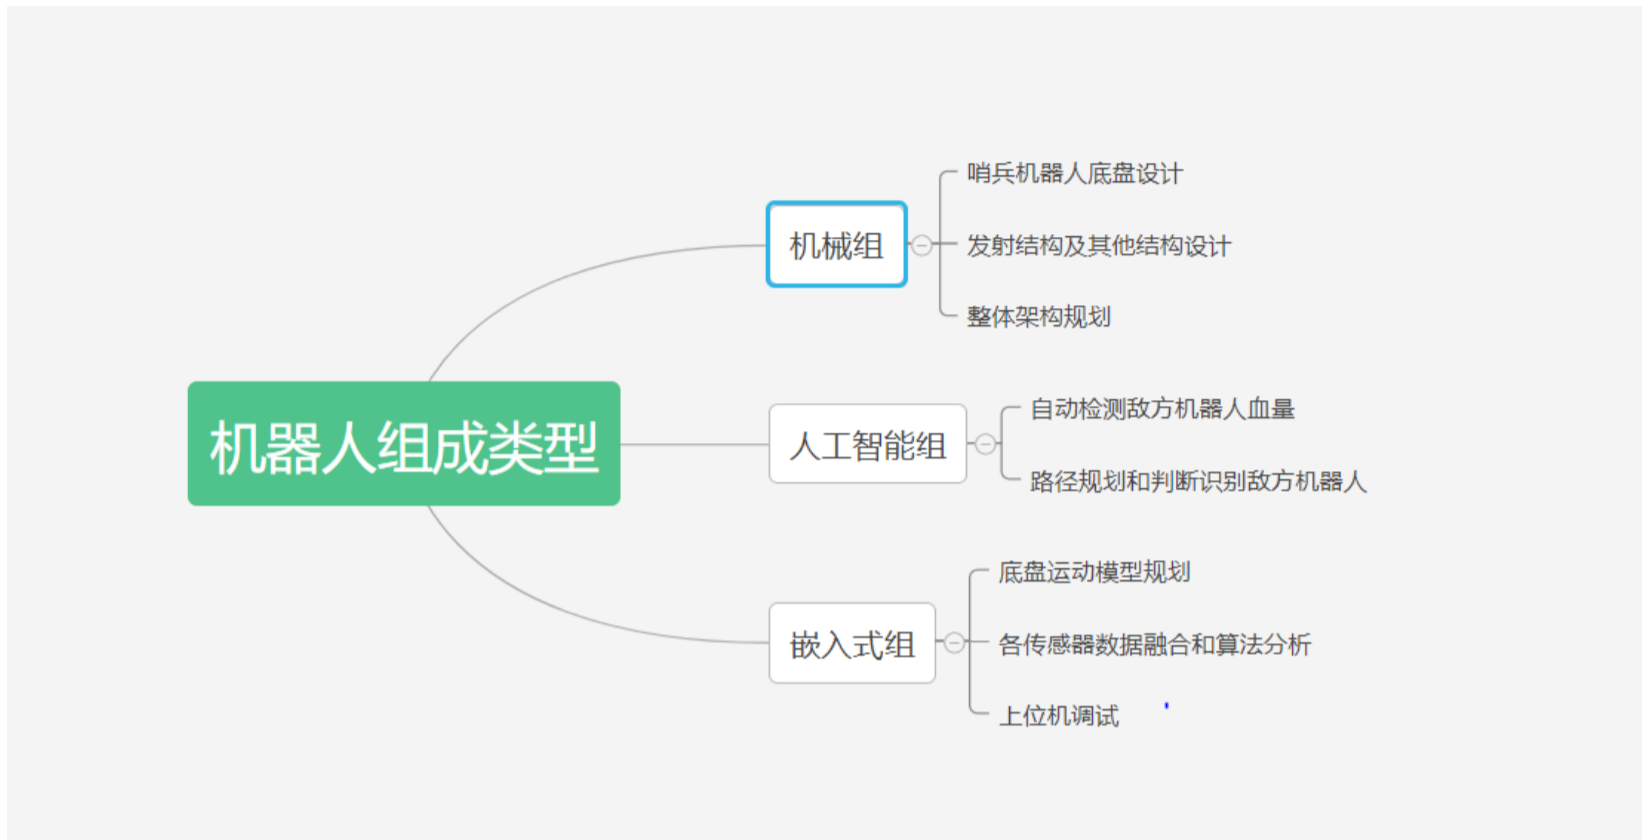 机器人组成类型
机械组
哨兵机器人底盘设计
发射结构及其他结构设计
整体架构规划
人工智能组
自动检测敌方机器人血量
路径规划和判断识别敌方机器人
嵌入式组
底盘运动模型规划
各传感器数据融合和算法分析
上位机调试